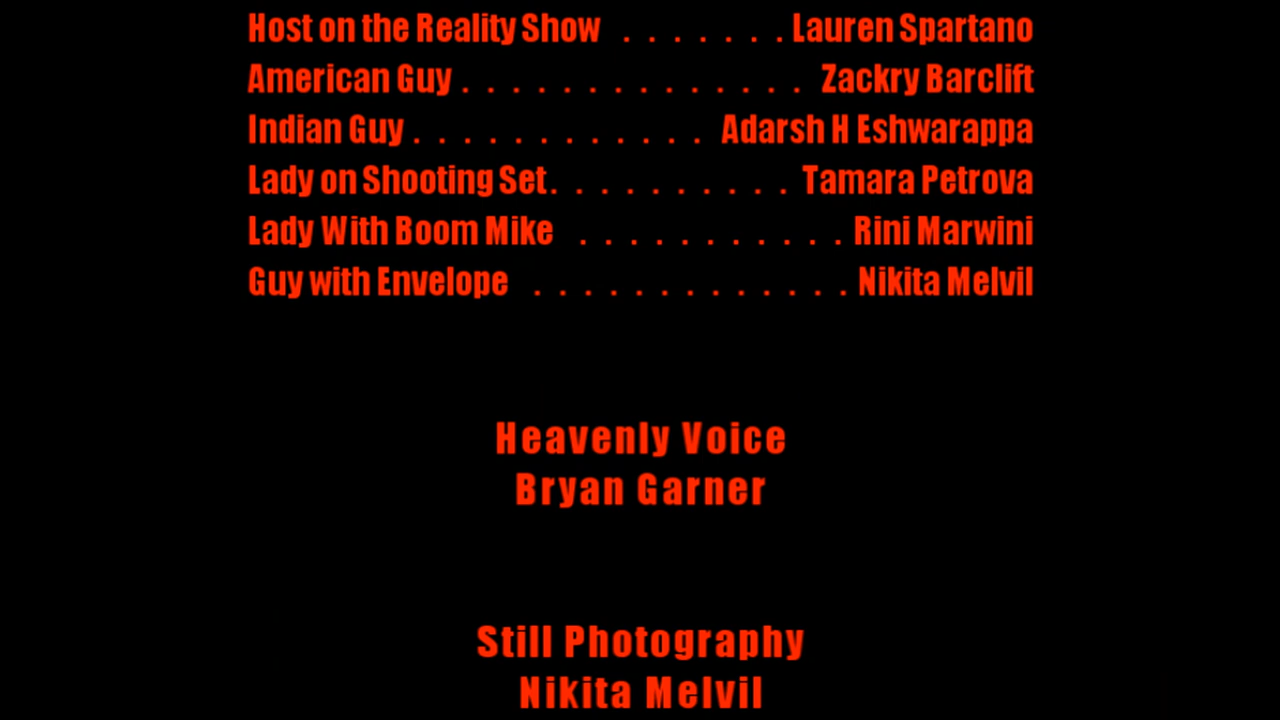 Host on the Reality Show . . . . . . . Lauren Spartano
American Guy . . . . . . . . . . . . . . Zackry Barclift
Indian Guy . . . . . . . . . . . . Adarsh H Eshwarappa
Lady on Shooting Set. . . . . . . . . . Tamara Petrova
Lady With Boom Mike . . . . . . . . . . . Rini Marwini
Guy with Envelope . . . . . . . . . . . . . Nikita Melvil
Heavenly Voice
Bryan Garner
Still Photography
Nikita Melvil